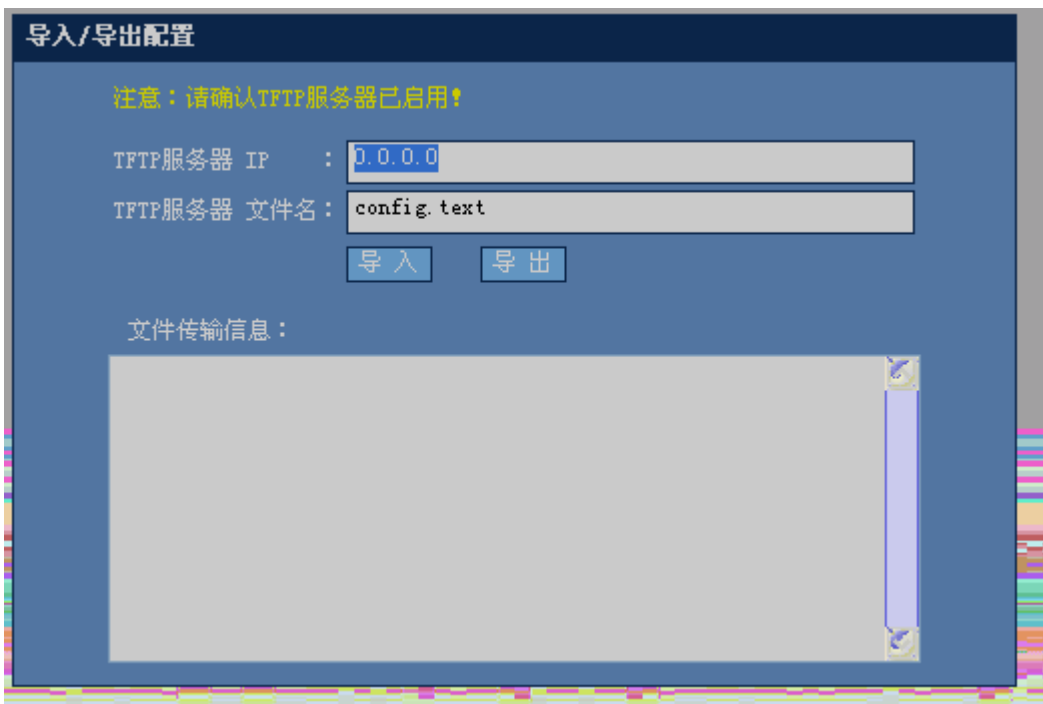 导入/导出配置
注意：请确认TFTP服务器已启用！
TFTP服务器 IP ： 0.0.0.0
TFTP服务器 文件名： config.text
导 入 导 出
文件传输信息：